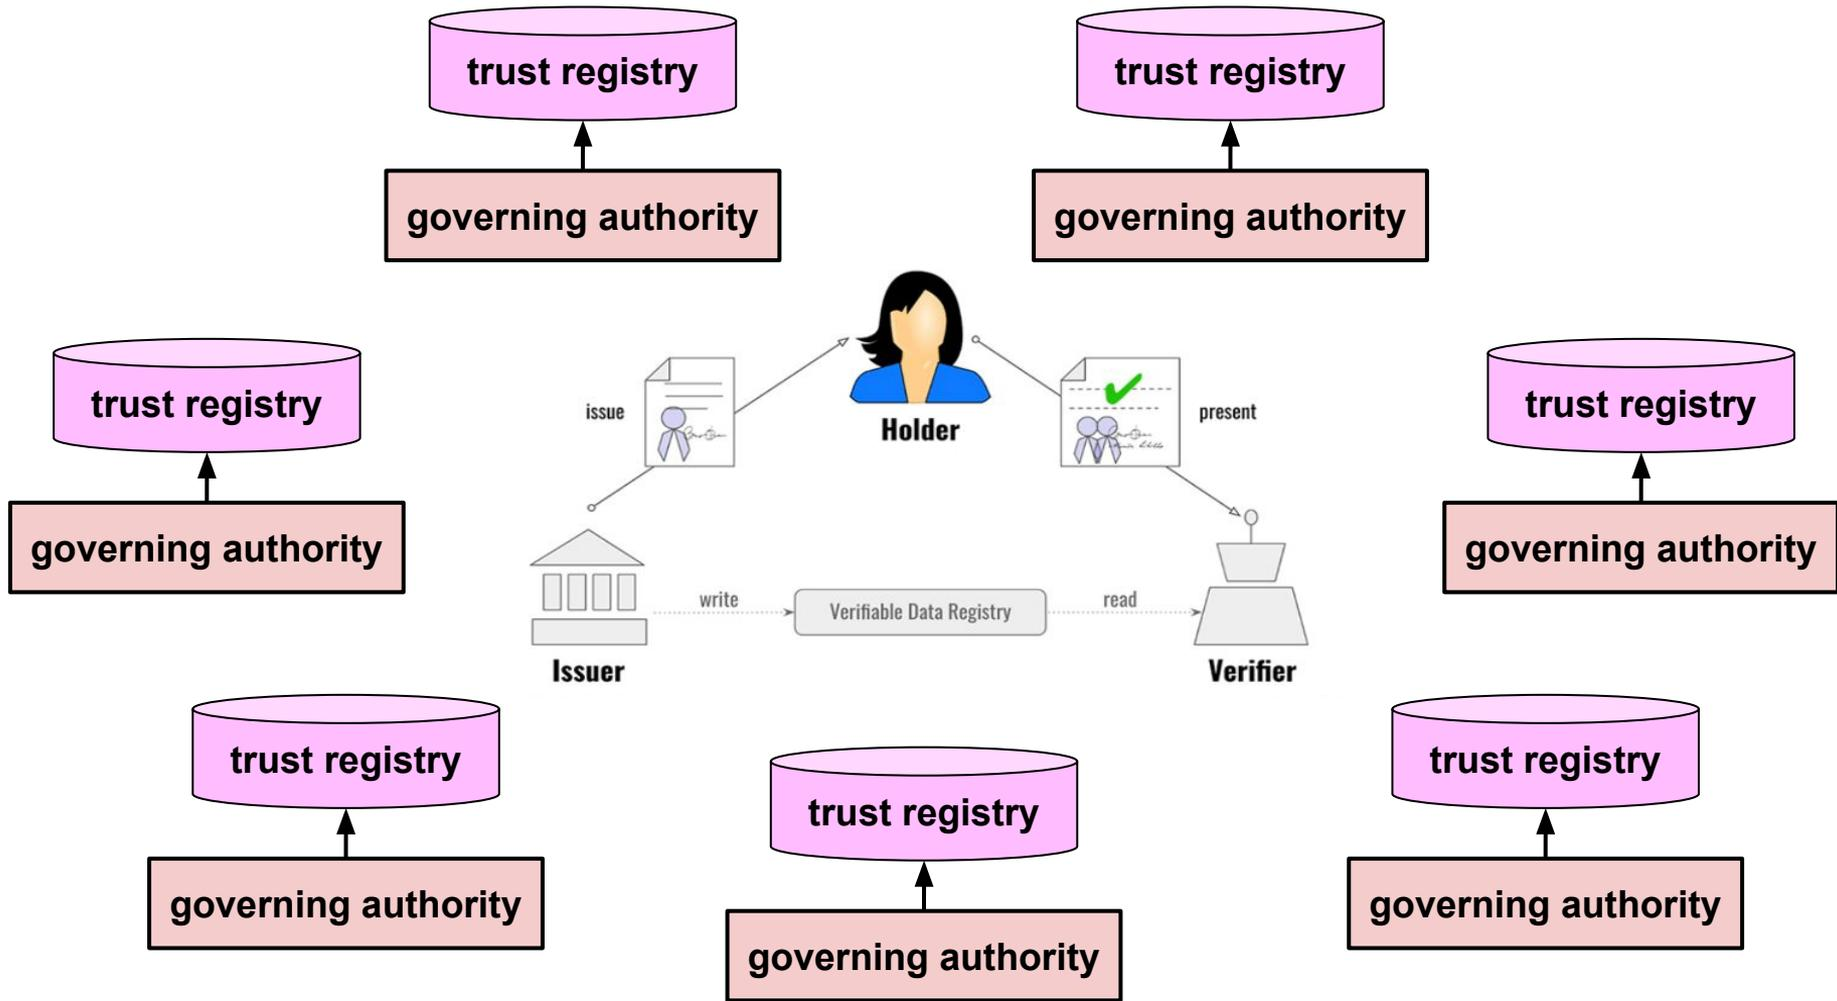 trust registry
trust registry
governing authority
governing authority
trust registry
trust registry
issue
present
Holder
governing authority
governing authority
write
Verifiable Data Registry
read
Issuer
Verifier
trust registry
trust registry
trust registry
governing authority
governing authority
governing authority